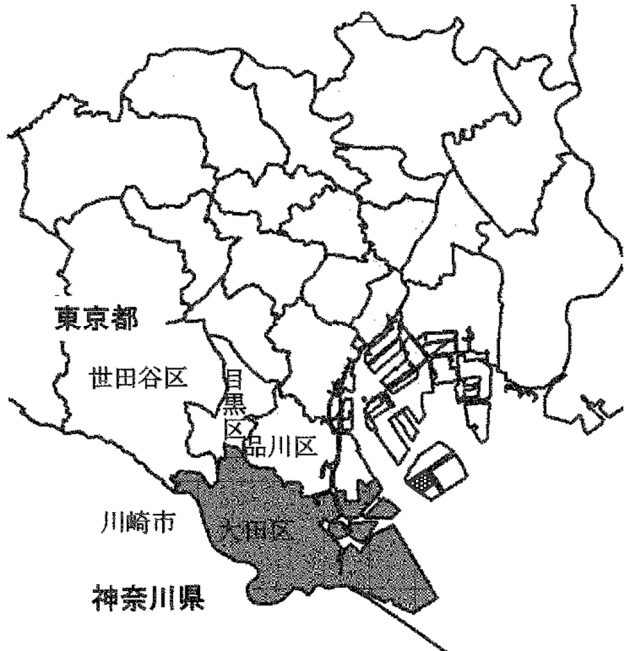 東京都
世田谷区
目黒区
品川区
川崎市
大田区
神奈川県